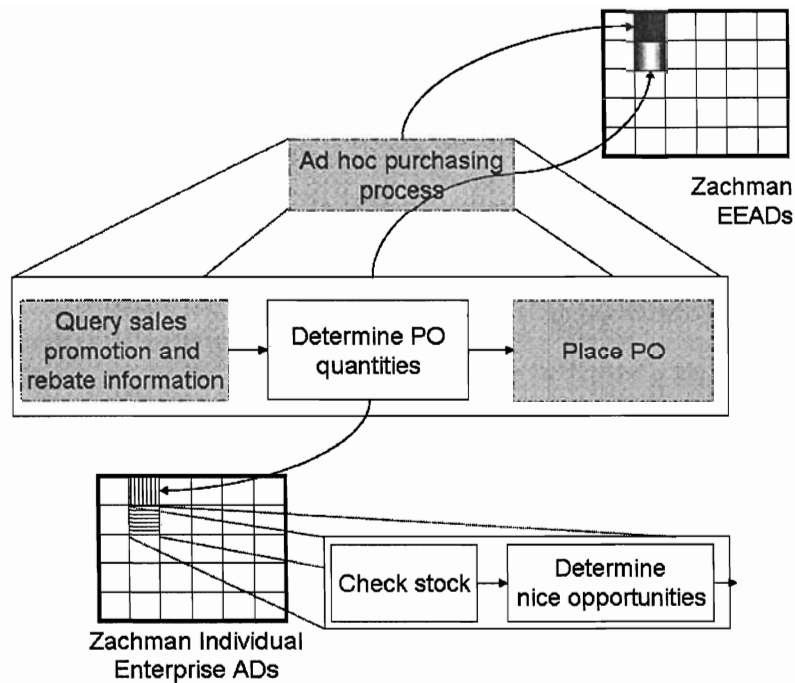 Ad hoc purchasing
process
Zachman
EEADs
Query sales
promotion and
rebate information
Determine PO
quantities
Place PO
Check stock
Determine
nice opportunities
Zachman Individual
Enterprise ADs